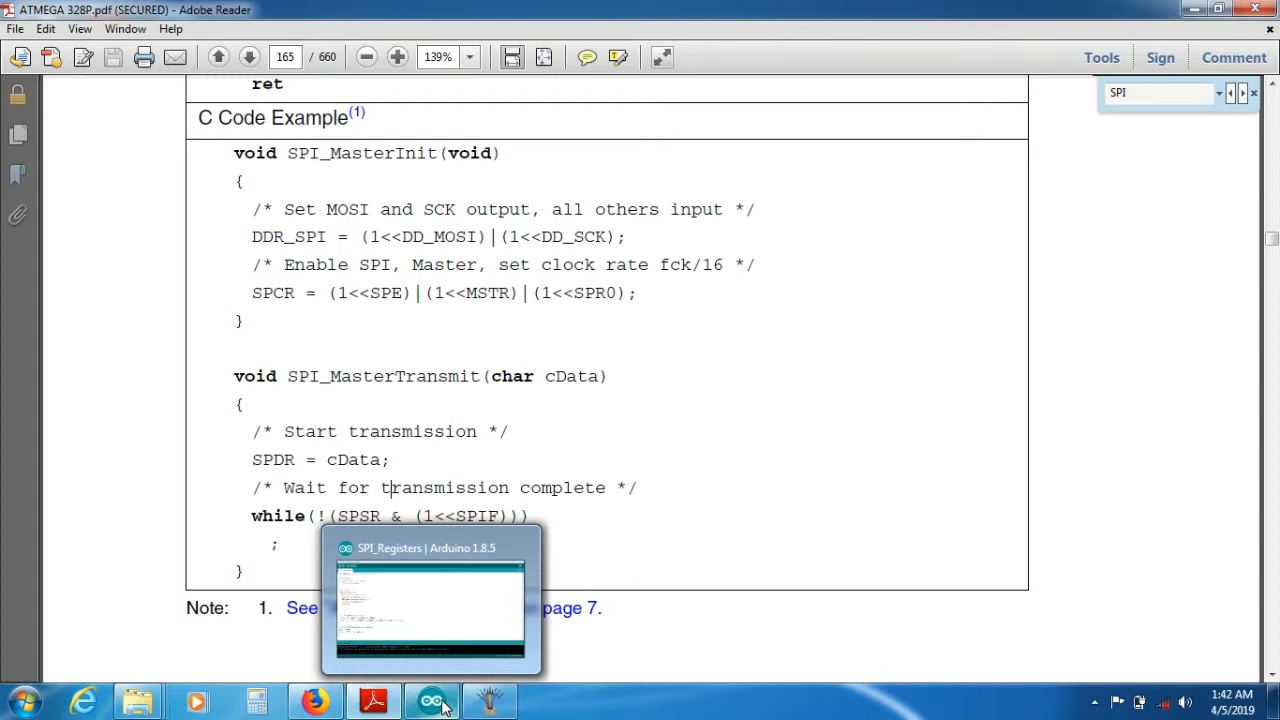 ATMEGA 328P.pdf (SECURED) - Adobe Reader
File Edit View Window Help
165 / 660 139% Tools Sign Comment
SPI
ret
C Code Example(1)
void SPI_MasterInit(void)
{
/* Set MOSI and SCK output, all others input */
DDR_SPI = (1<<DD_MOSI)|(1<<DD_SCK);
/* Enable SPI, Master, set clock rate fck/16 */
SPCR = (1<<SPE)|(1<<MSTR)|(1<<SPR0);
}
void SPI_MasterTransmit(char cData)
{
/* Start transmission */
SPDR = cData;
/* Wait for transmission complete */
while(!(SPSR & (1<<SPIF)))
;
}
SPI_Registers | Arduino 1.8.5
Note: 1. See page 7.
1:42 AM
4/5/2019